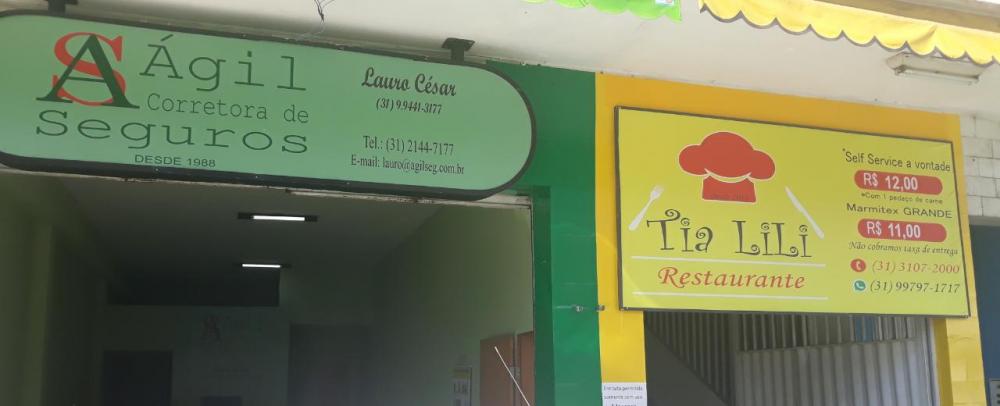 AS
Ágil
Corretora de
Seguros
DESDE 1988
Lauro César
(31) 9.9441-3177
Tel.: (31) 2144-7177
E-mail: lauro@agilseg.com.br
Tia LiLi
Restaurante
*Self Service a vontade
R$ 12,00
*Com 1 pedaço de carne
Marmitex GRANDE
R$ 11,00
Não cobramos taxa de entrega
(31) 3107-2000
(31) 99797-1717